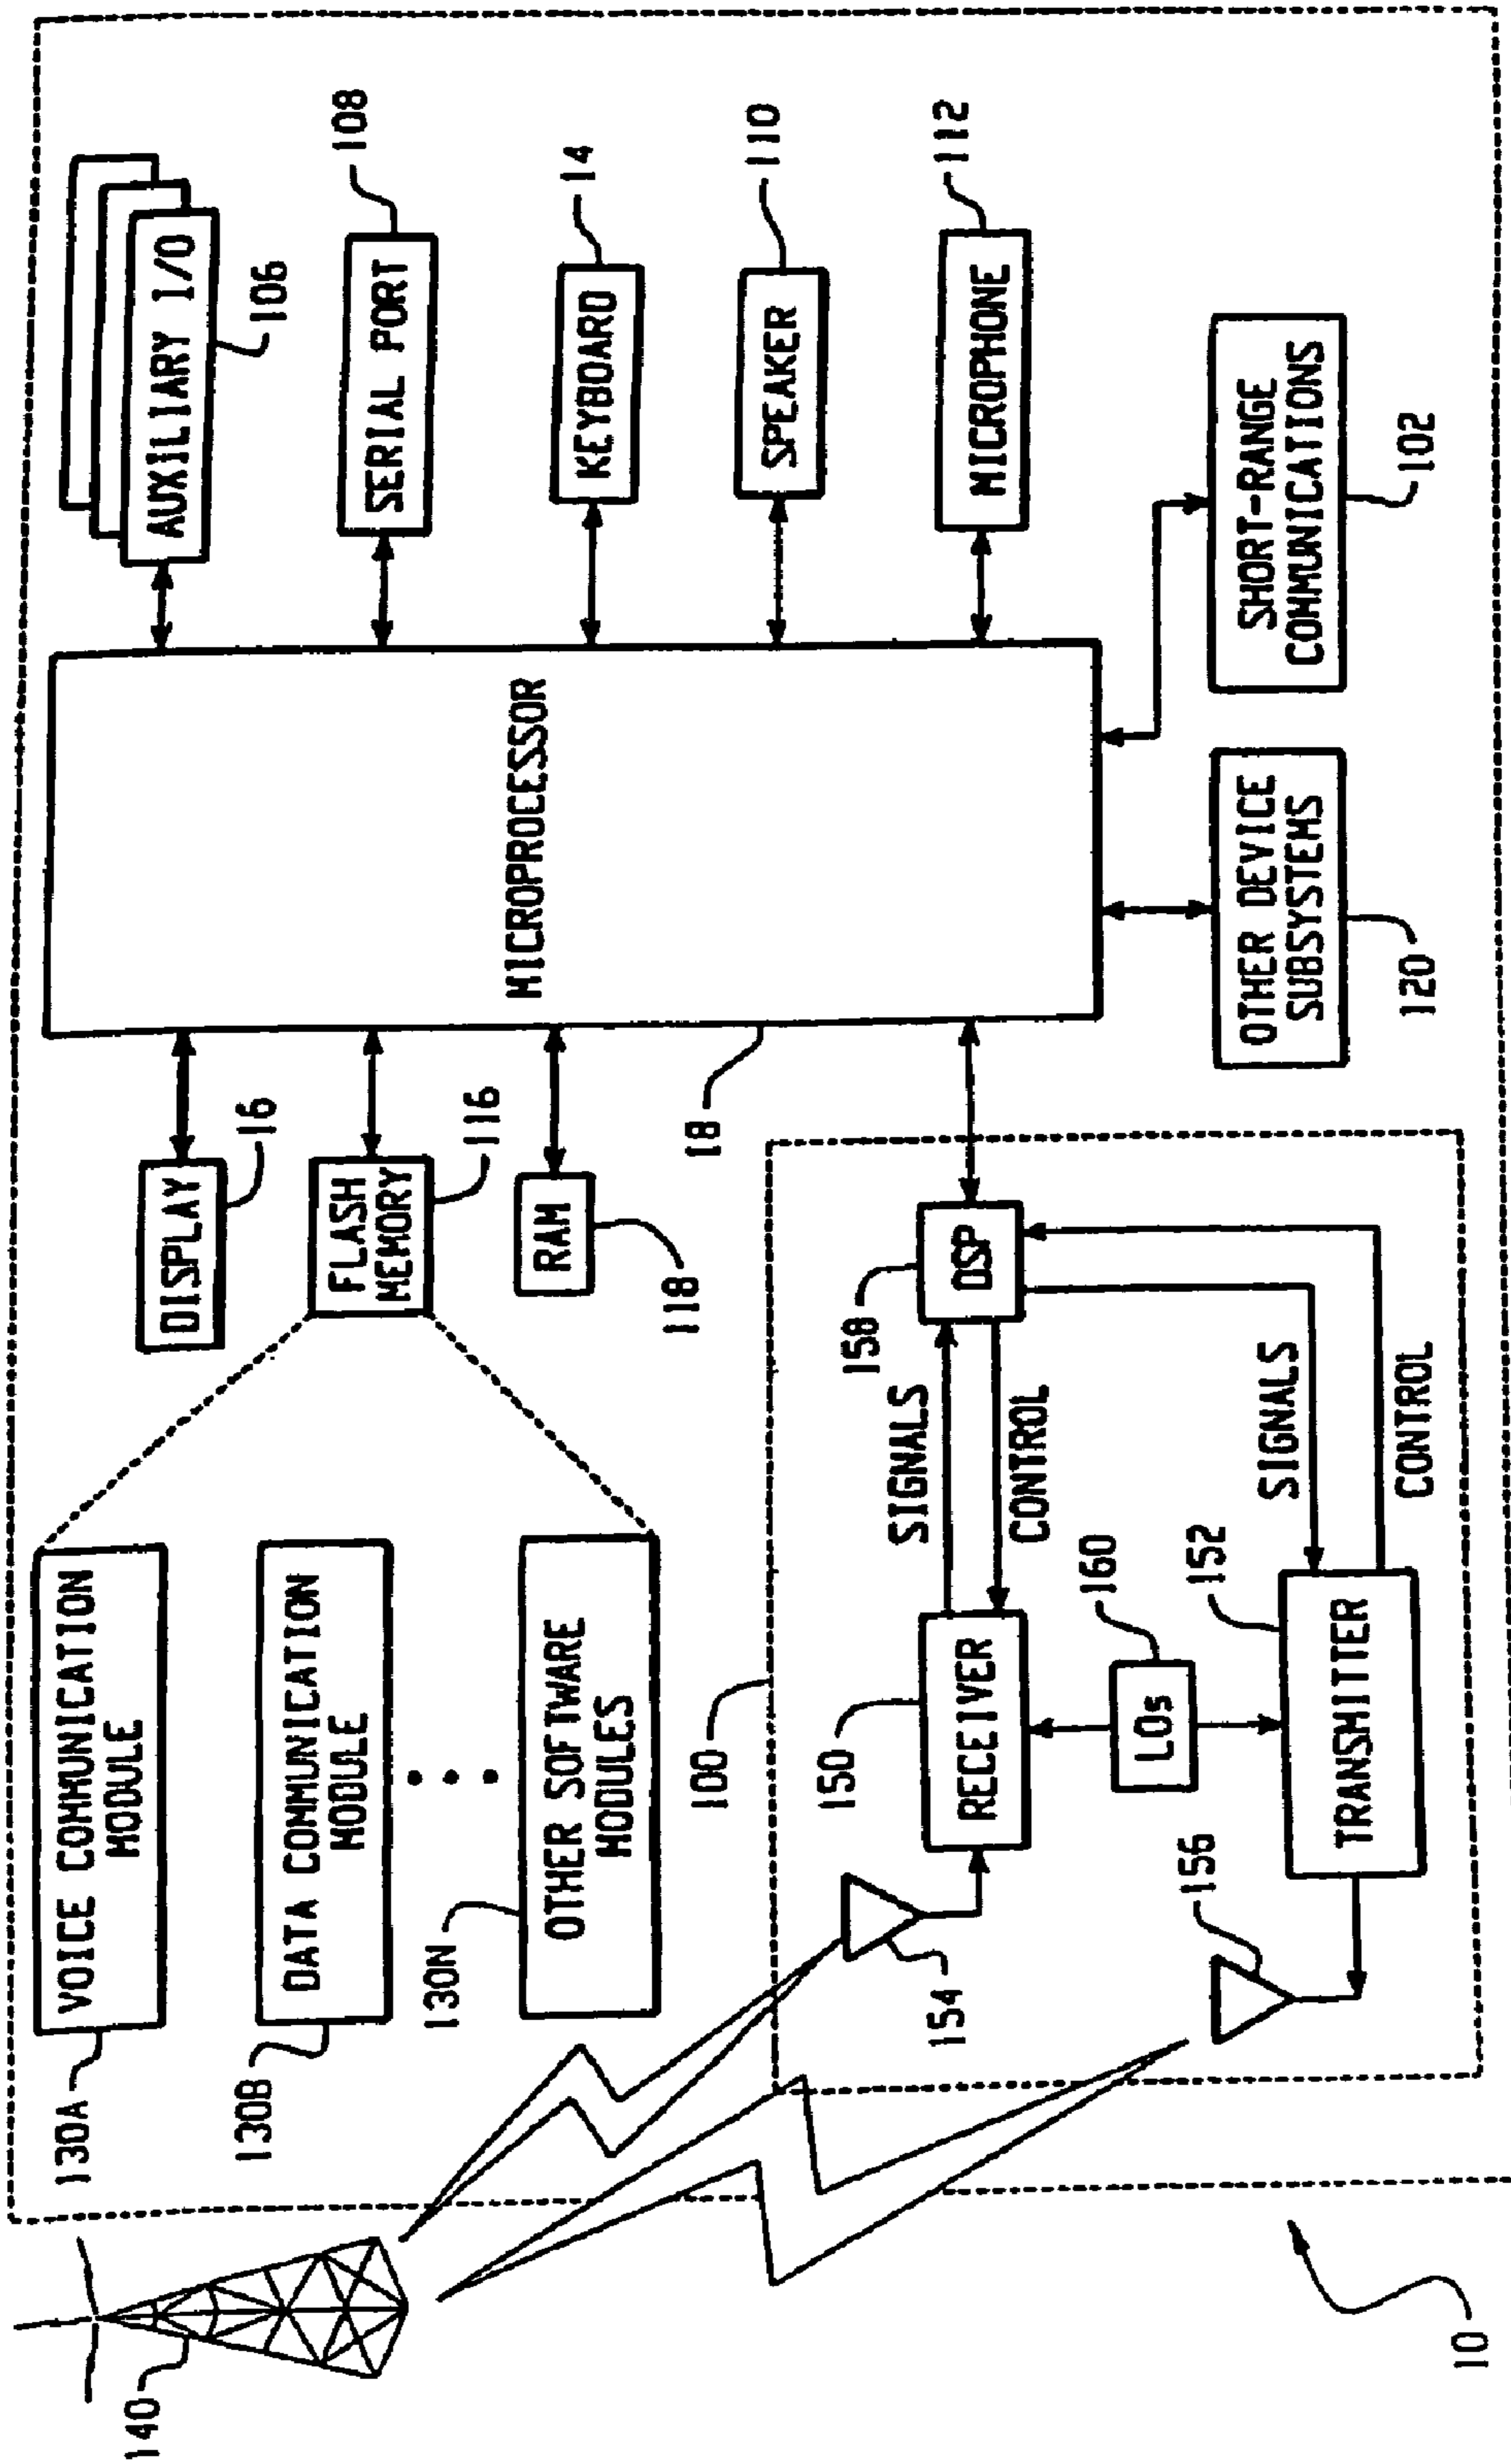 140
130A
VOICE COMMUNICATION
MODULE
130B
DATA COMMUNICATION
MODULE
130N
OTHER SOFTWARE
MODULES
DISPLAY
16
FLASH
MEMORY
116
RAM
118
18
MICROPROCESSOR
AUXILIARY I/O
106
SERIAL PORT
108
KEYBOARD
14
SPEAKER
110
MICROPHONE
112
SHORT-RANGE
COMMUNICATIONS
102
OTHER DEVICE
SUBSYSTEMS
120
100
150
RECEIVER
154
SIGNALS
CONTROL
158
DSP
160
LOs
152
TRANSMITTER
156
SIGNALS
CONTROL
10